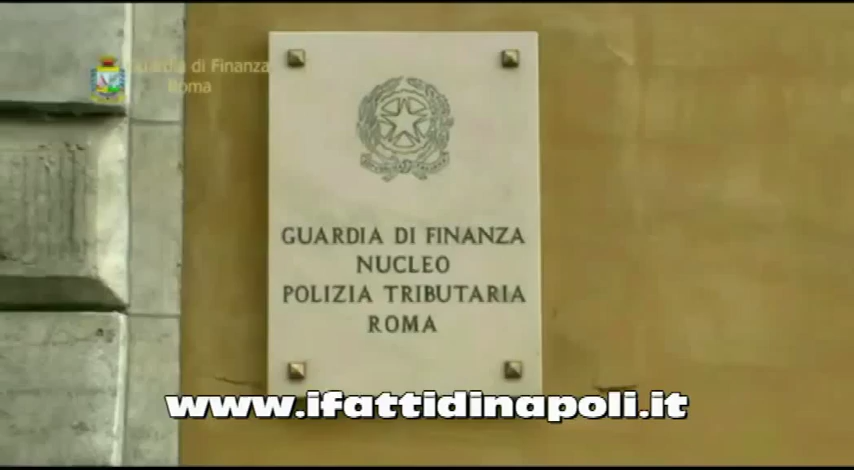 Guardia di Finanza
Roma
GUARDIA DI FINANZA
NUCLEO
POLIZIA TRIBUTARIA
ROMA
www.ifattidinapoli.it